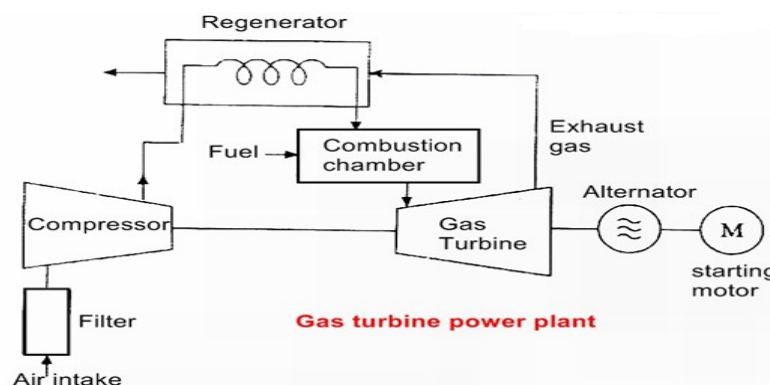 Regenerator
Exhaust
gas
Fuel
Combustion
chamber
Alternator
Compressor
Gas
Turbine
M
starting
motor
Filter
Gas turbine power plant
Air intake